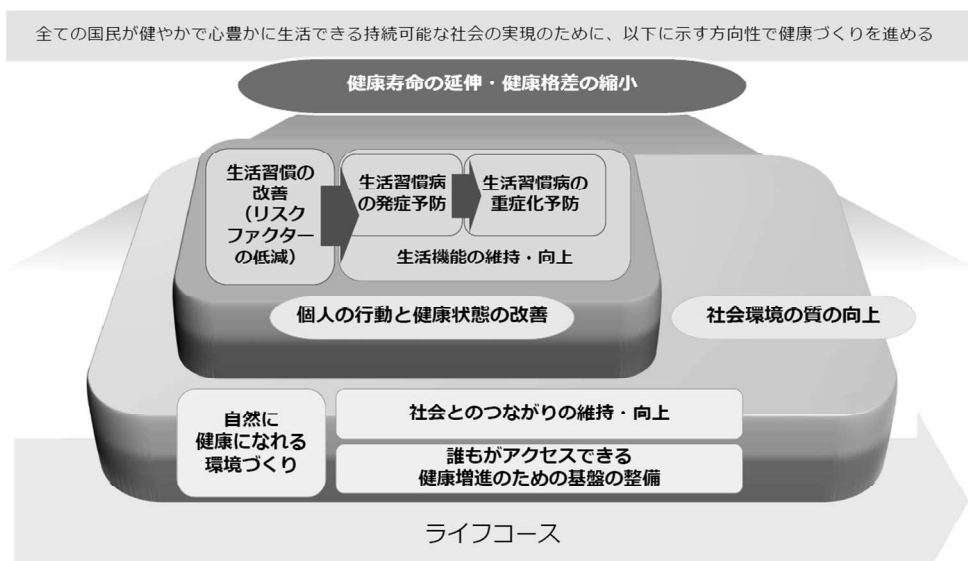 全ての国民が健やかで心豊かに生活できる持続可能な社会の実現のために、以下に示す方向性で健康づくりを進める
健康寿命の延伸・健康格差の縮小
生活習慣の
改善
（リスク
ファクター
の低減）
生活習慣病
の発症予防
生活習慣病の
重症化予防
生活機能の維持・向上
個人の行動と健康状態の改善
社会環境の質の向上
自然に
健康になれる
環境づくり
社会とのつながりの維持・向上
誰もがアクセスできる
健康増進のための基盤の整備
ライフコース